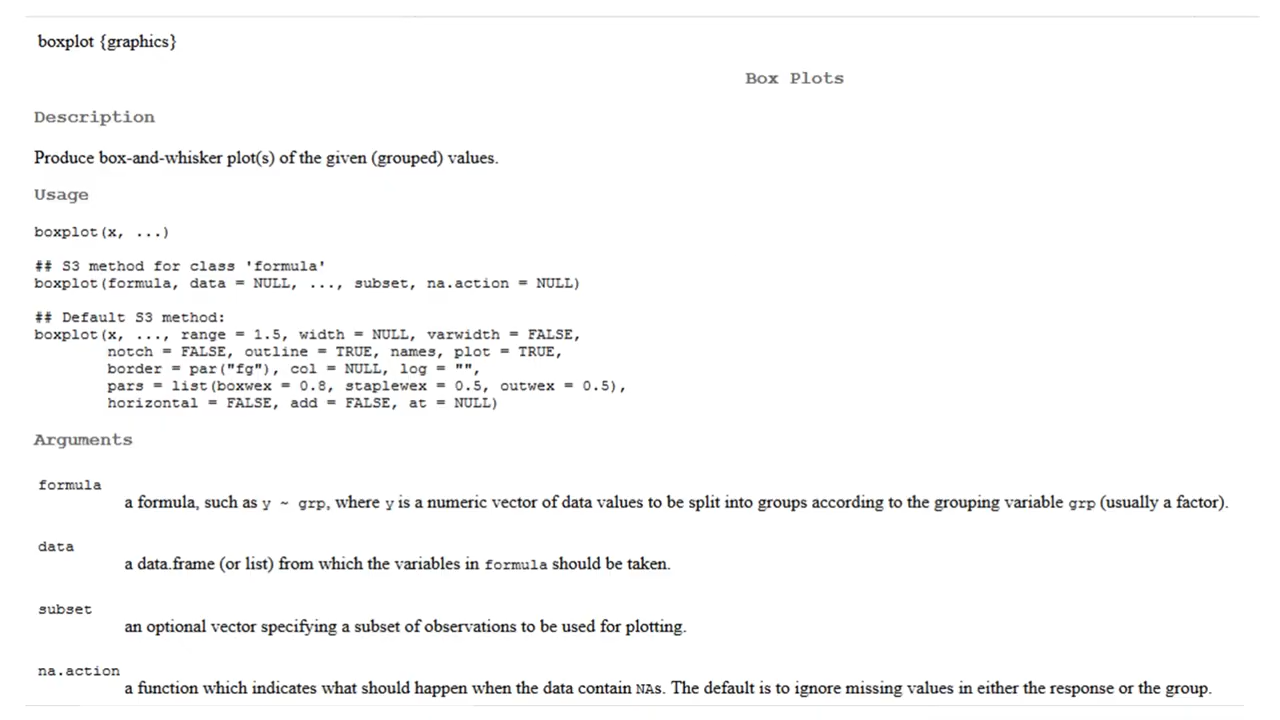 boxplot {graphics}
Box Plots
Description
Produce box-and-whisker plot(s) of the given (grouped) values.
Usage
boxplot(x, ...)
## S3 method for class 'formula'
boxplot(formula, data = NULL, ..., subset, na.action = NULL)
## Default S3 method:
boxplot(x, ..., range = 1.5, width = NULL, varwidth = FALSE,
notch = FALSE, outline = TRUE, names, plot = TRUE,
border = par("fg"), col = NULL, log = "",
pars = list(boxwex = 0.8, staplewex = 0.5, outwex = 0.5),
horizontal = FALSE, add = FALSE, at = NULL)
Arguments
formula
a formula, such as y ~ grp, where y is a numeric vector of data values to be split into groups according to the grouping variable grp (usually a factor).
data
a data.frame (or list) from which the variables in formula should be taken.
subset
an optional vector specifying a subset of observations to be used for plotting.
na.action
a function which indicates what should happen when the data contain NAs. The default is to ignore missing values in either the response or the group.